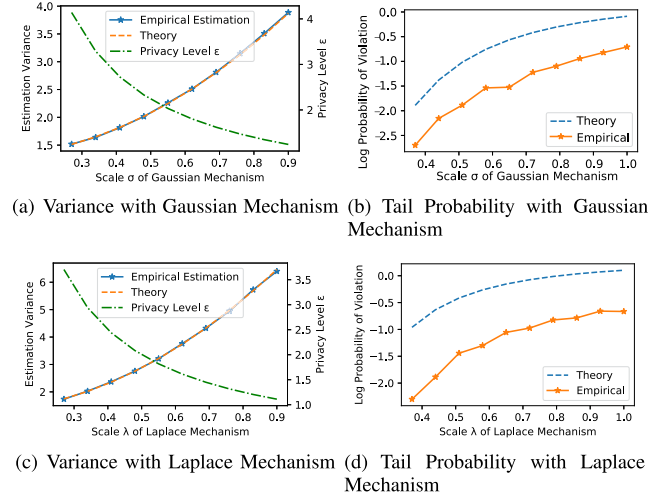 4.0
3.5
3.0
2.5
2.0
1.5
Estimation Variance
Empirical Estimation
Theory
Privacy Level ε
4
3
2
Privacy Level ε
0.3 0.4 0.5 0.6 0.7 0.8 0.9
Scale σ of Gaussian Mechanism
(a) Variance with Gaussian Mechanism
0.0
−0.5
−1.0
−1.5
−2.0
−2.5
Log Probability of Violation
Theory
Empirical
0.4 0.5 0.6 0.7 0.8 0.9 1.0
Scale σ of Gaussian Mechanism
(b) Tail Probability with Gaussian
Mechanism
6
5
4
3
2
Estimation Variance
Empirical Estimation
Theory
Privacy Level ε
3.5
3.0
2.5
2.0
1.5
1.0
Privacy Level ε
0.3 0.4 0.5 0.6 0.7 0.8 0.9
Scale λ of Laplace Mechanism
(c) Variance with Laplace Mechanism
0.0
−0.5
−1.0
−1.5
−2.0
Log Probability of Violation
Theory
Empirical
0.4 0.5 0.6 0.7 0.8 0.9 1.0
Scale λ of Laplace Mechanism
(d) Tail Probability with Laplace
Mechanism